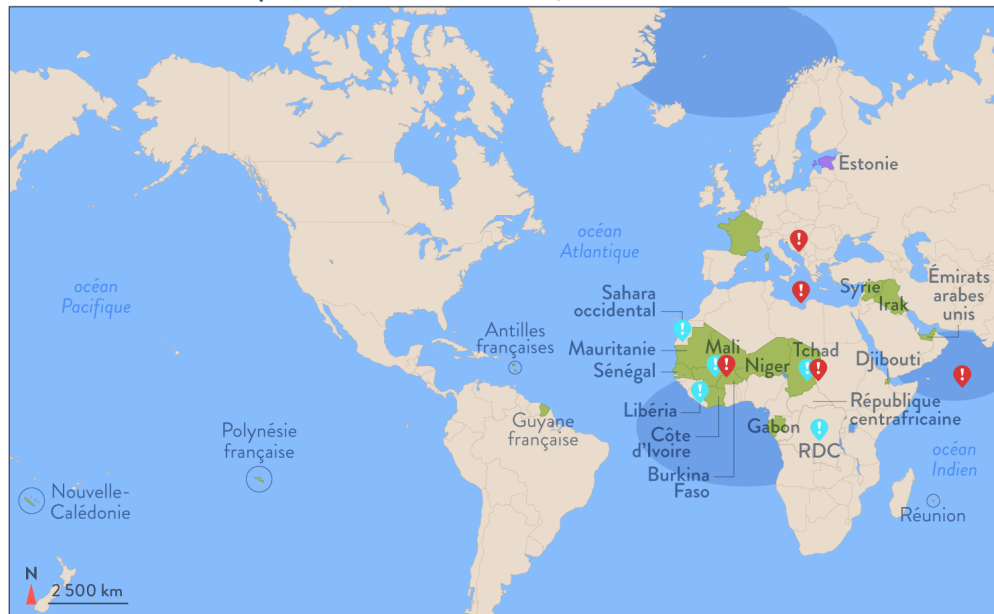 Estonie
océan
Atlantique
océan
Pacifique
Syrie
Irak
Émirats
arabes
unis
Sahara
occidental
Antilles
françaises
Mauritanie
Mali
Sénégal
Niger
Tchad
Djibouti
Libéria
Côte
d'Ivoire
Burkina
Faso
Gabon
RDC
République
centrafricaine
Guyane
française
Polynésie
française
océan
Indien
Nouvelle-
Calédonie
Réunion
N
2 500 km